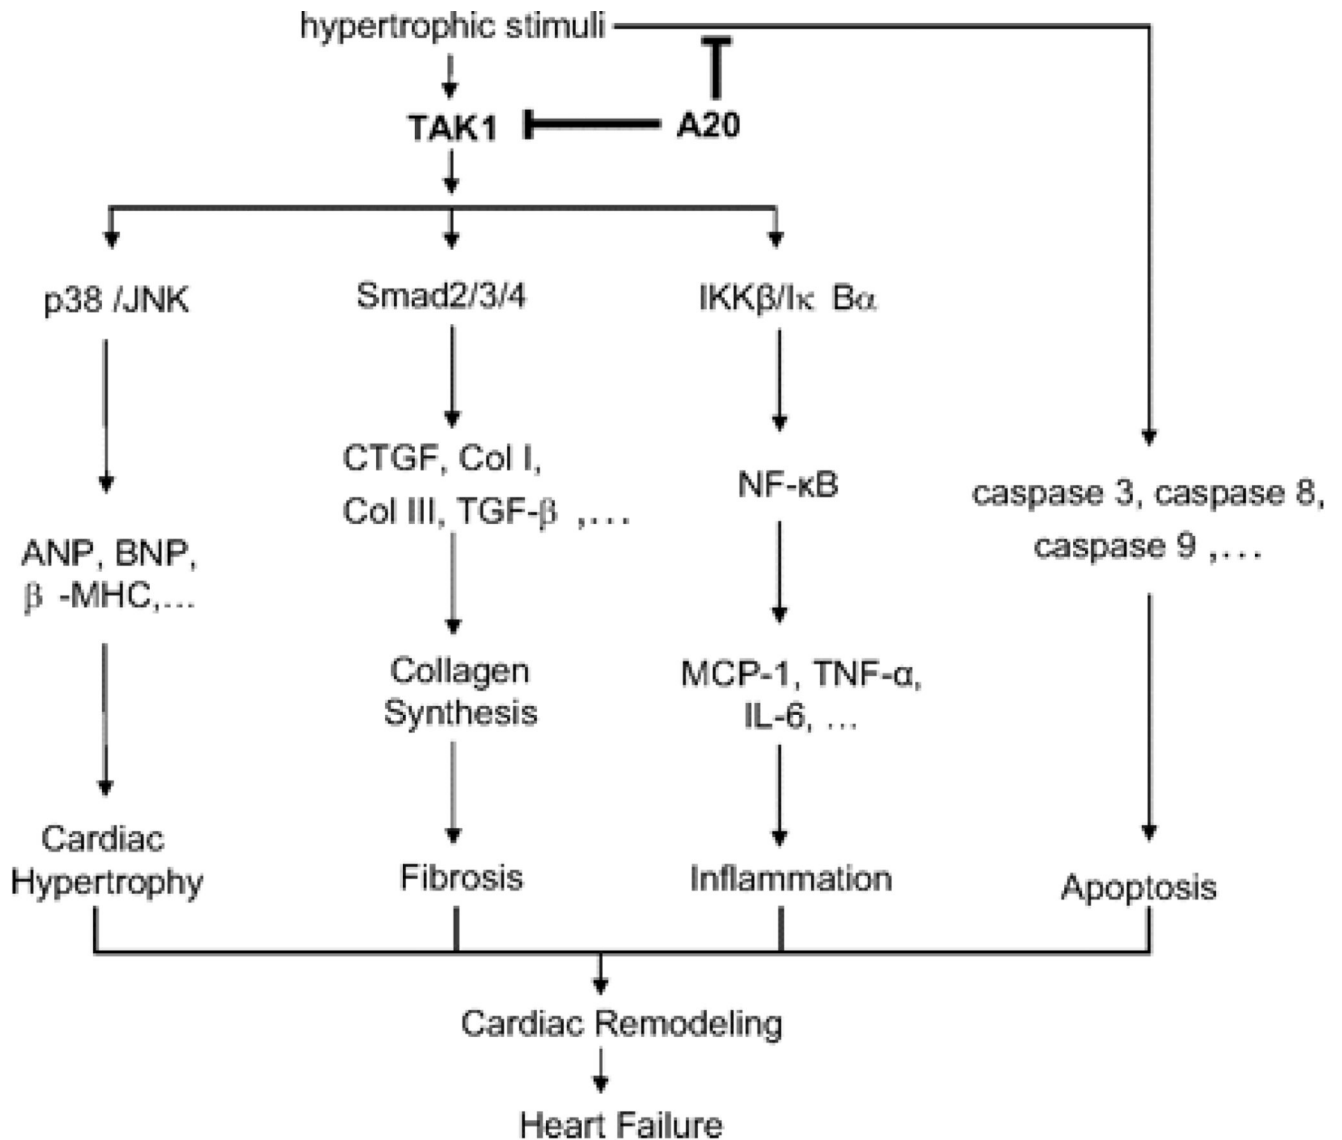 hypertrophic stimuli
TAK1
A20
p38 /JNK
Smad2/3/4
IKKβ/Iκ Bα
CTGF, Col I,
Col III, TGF-β ,...
NF-κB
caspase 3, caspase 8,
caspase 9 ,...
ANP, BNP,
β -MHC,...
Collagen
Synthesis
MCP-1, TNF-α,
IL-6, ...
Cardiac
Hypertrophy
Fibrosis
Inflammation
Apoptosis
Cardiac Remodeling
Heart Failure